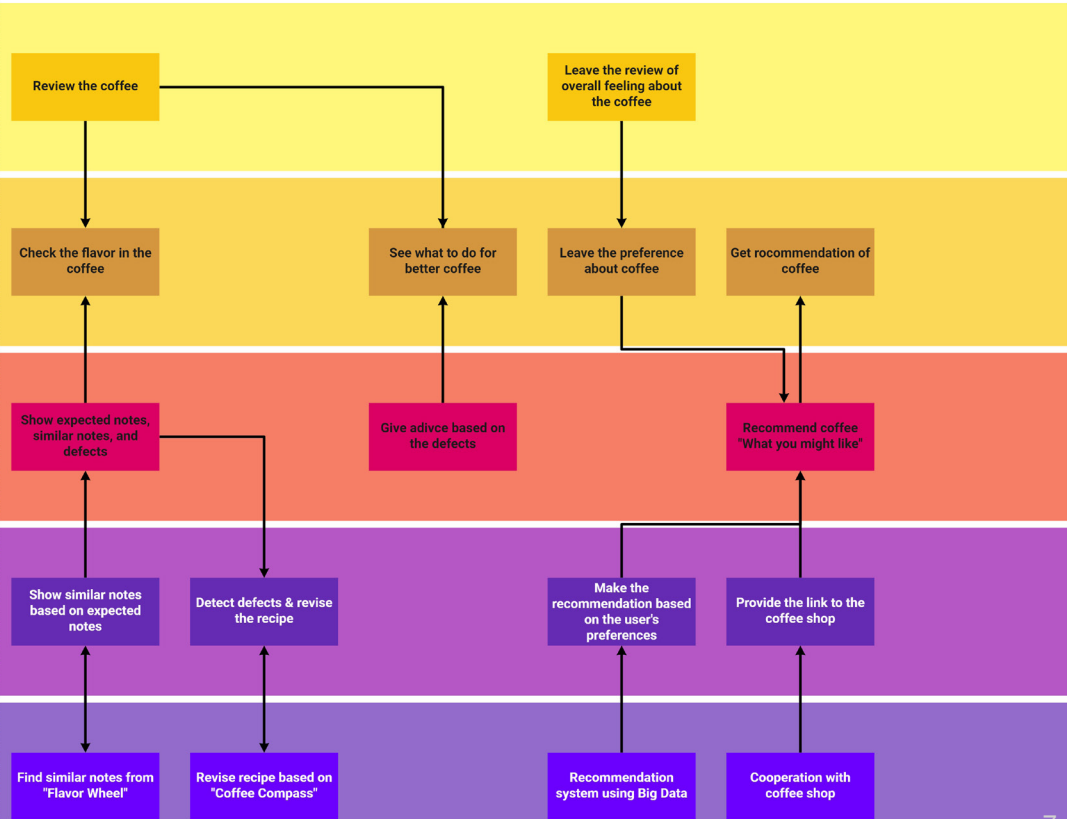 Review the coffee
Leave the review of
overall feeling about
the coffee
Check the flavor in the
coffee
See what to do for
better coffee
Leave the preference
about coffee
Get rocommendation of
coffee
Show expected notes,
similar notes, and
defects
Give adivce based on
the defects
Recommend coffee
"What you might like"
Show similar notes
based on expected
notes
Detect defects & revise
the recipe
Make the
recommendation based
on the user's
preferences
Provide the link to the
coffee shop
Find similar notes from
"Flavor Wheel"
Revise recipe based on
"Coffee Compass"
Recommendation
system using Big Data
Cooperation with
coffee shop